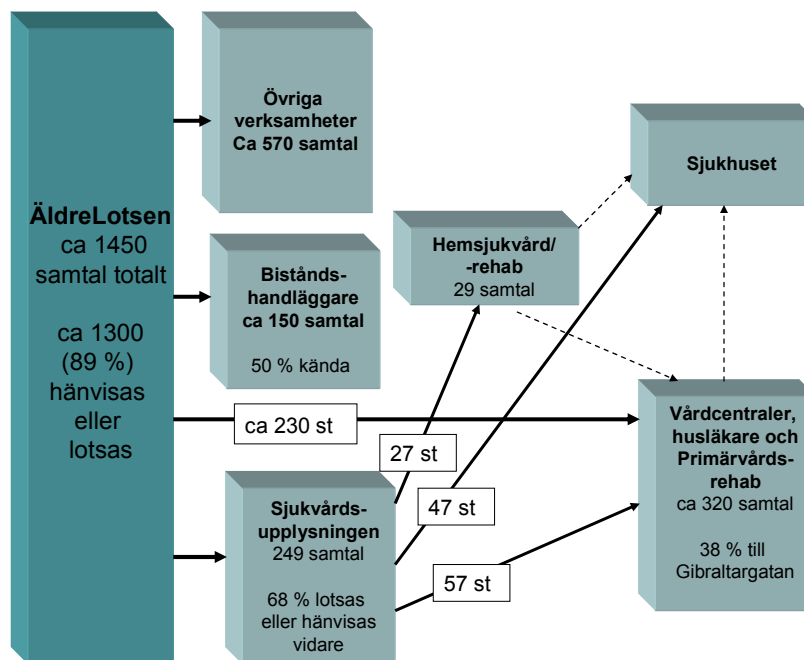 ÄldreLotsen
ca 1450
samtal totalt
ca 1300
(89 %)
hänvisas
eller
lotsas
Övriga
verksamheter
Ca 570 samtal
Bistånds-
handläggare
ca 150 samtal
50 % kända
ca 230 st
Sjukvårds-
upplysningen
249 samtal
68 % lotsas
eller hänvisas
vidare
27 st
47 st
57 st
Hemsjukvård/
-rehab
29 samtal
Sjukhuset
Vårdcentraler,
husläkare och
Primärvårds-
rehab
ca 320 samtal
38 % till
Gibraltargatan